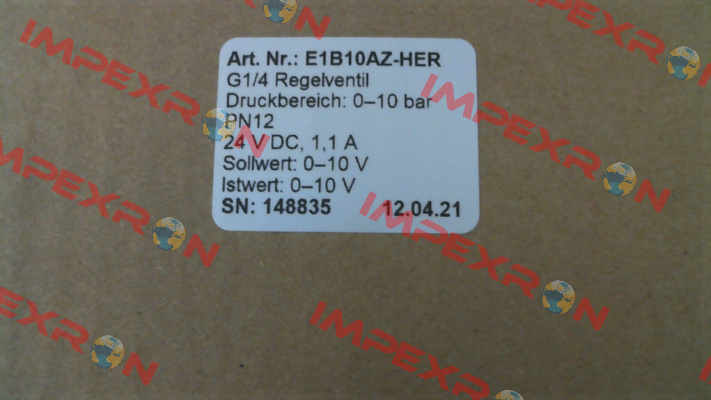 Art. Nr.: E1B10AZ-HER
G1/4 Regelventil
Druckbereich: 0–10 bar
PN12
24 V DC, 1,1 A
Sollwert: 0–10 V
Istwert: 0–10 V
SN: 148835 12.04.21
IMPEXRON
IMPEXRON
IMPEXRON
IMPEXRON
IMPEXRON
IMPEXRON
IMPEXRON